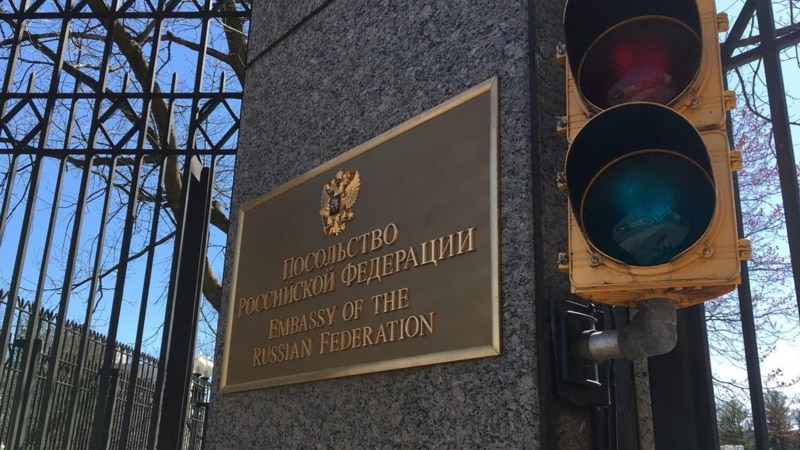 ПОСОЛЬСТВО
РОССИЙСКОЙ ФЕДЕРАЦИИ
EMBASSY OF THE
RUSSIAN FEDERATION